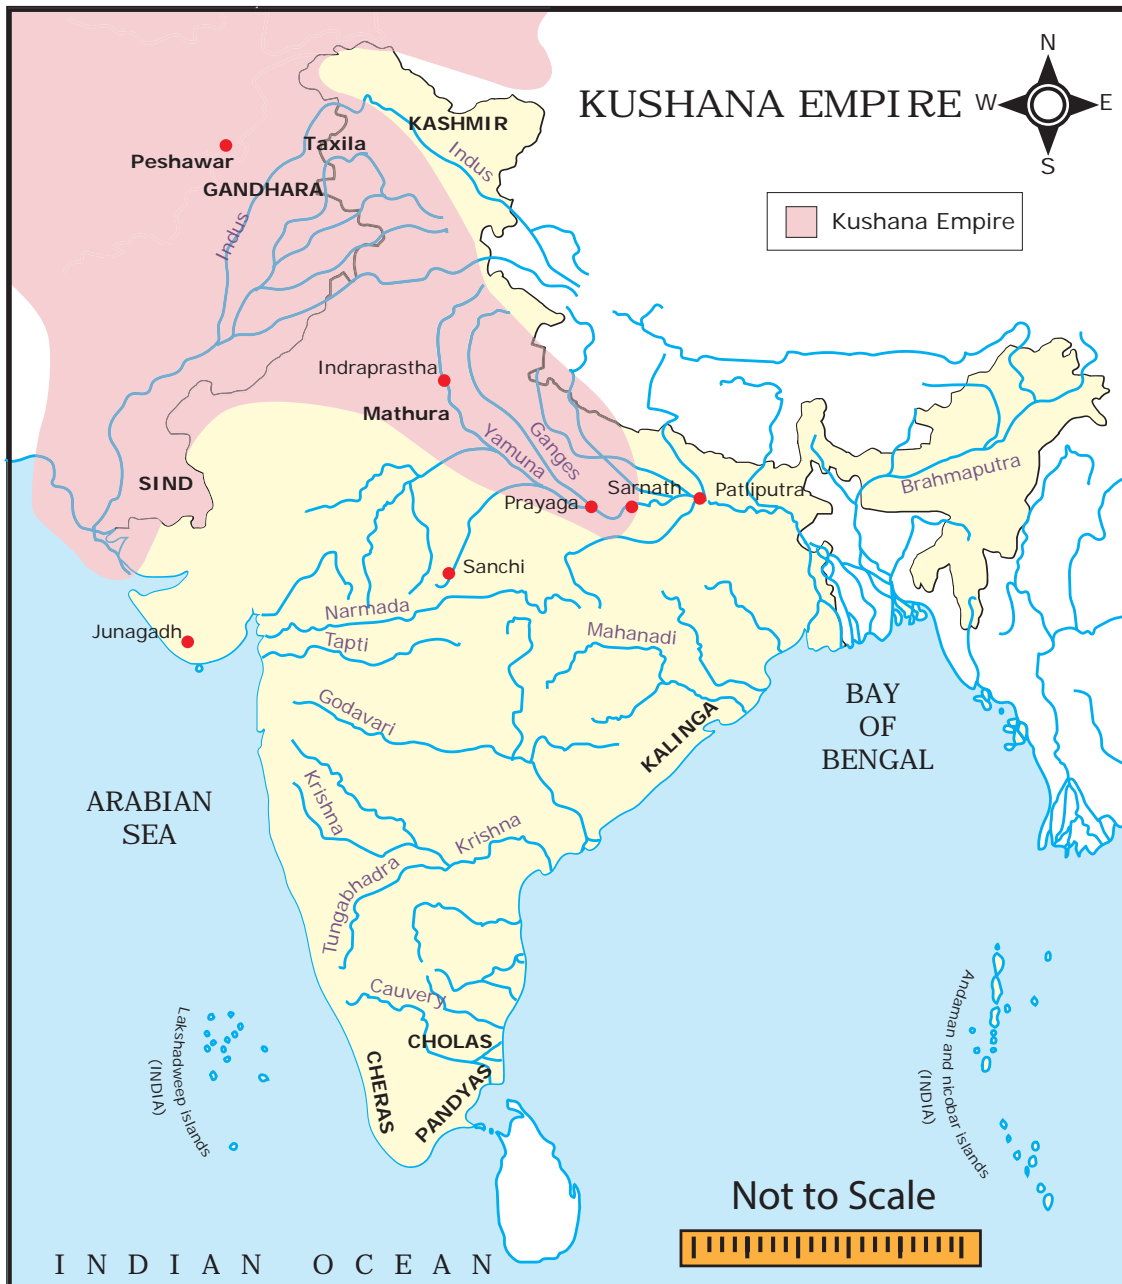 KUSHANA EMPIRE
N
W
E
S
Kushana Empire
KASHMIR
Taxila
Peshawar
GANDHARA
Indus
Indus
Indraprastha
Mathura
Yamuna
Ganges
SIND
Prayaga
Sarnath
Patliputra
Brahmaputra
Sanchi
Narmada
Junagadh
Tapti
Mahanadi
Godavari
KALINGA
BAY
OF
BENGAL
ARABIAN
SEA
Krishna
Krishna
Tungabhadra
Cauvery
CHOLAS
CHERAS
PANDYAS
Lakshadweep islands
(INDIA)
Andaman and nicobar islands
(INDIA)
Not to Scale
INDIAN OCEAN